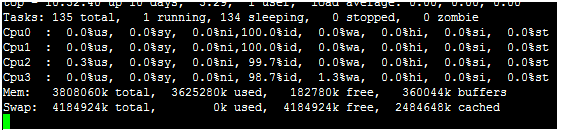 top - 10:52:40 up 10 days, 3:29, 1 user, load average: 0.00, 0.00, 0.00
Tasks: 135 total, 1 running, 134 sleeping, 0 stopped, 0 zombie
Cpu0 : 0.0%us, 0.0%sy, 0.0%ni,100.0%id, 0.0%wa, 0.0%hi, 0.0%si, 0.0%st
Cpu1 : 0.0%us, 0.0%sy, 0.0%ni,100.0%id, 0.0%wa, 0.0%hi, 0.0%si, 0.0%st
Cpu2 : 0.3%us, 0.0%sy, 0.0%ni, 99.7%id, 0.0%wa, 0.0%hi, 0.0%si, 0.0%st
Cpu3 : 0.0%us, 0.0%sy, 0.0%ni, 98.7%id, 1.3%wa, 0.0%hi, 0.0%si, 0.0%st
Mem: 3808060k total, 3625280k used, 182780k free, 360044k buffers
Swap: 4184924k total, 0k used, 4184924k free, 2484648k cached